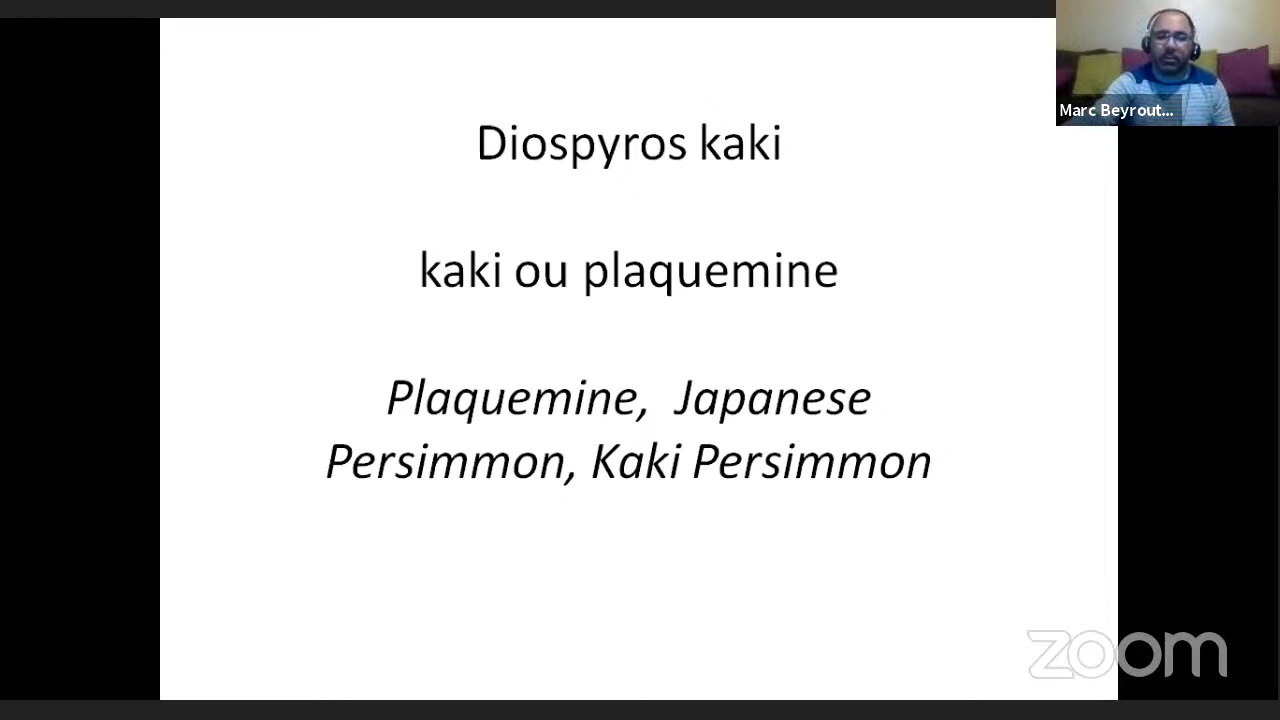 Marc Beyrout...
Diospyros kaki
kaki ou plaquemine
Plaquemine, Japanese
Persimmon, Kaki Persimmon
zoom